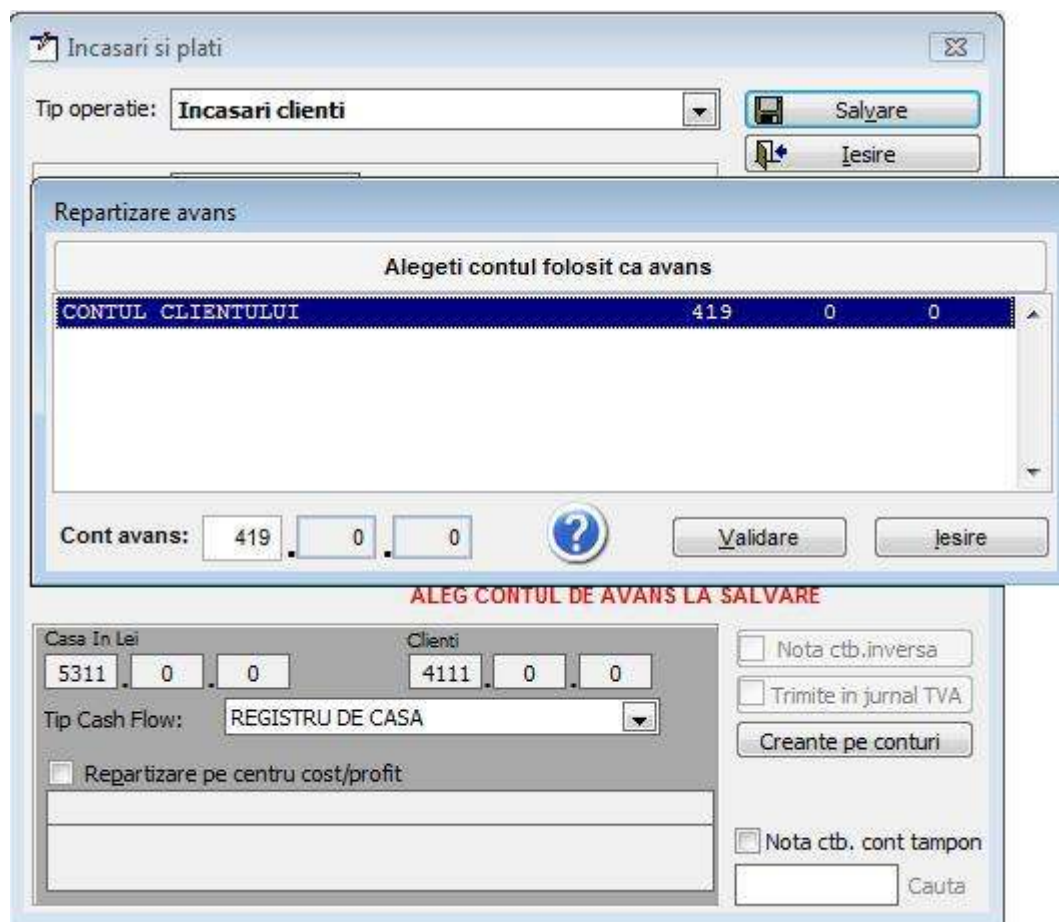 Incasari si plati
Tip operatie: Incasari clienti
Salvare
Iesire
Repartizare avans
Alegeti contul folosit ca avans
CONTUL CLIENTULUI 419 0 0
Cont avans: 419 . 0 . 0 ? Validare Iesire
ALEG CONTUL DE AVANS LA SALVARE
Casa In Lei Clienti
5311 . 0 . 0 4111 . 0 . 0
Tip Cash Flow: REGISTRU DE CASA
Repartizare pe centru cost/profit
Nota ctb.inversa
Trimite in jurnal TVA
Creante pe conturi
Nota ctb. cont tampon
Cauta